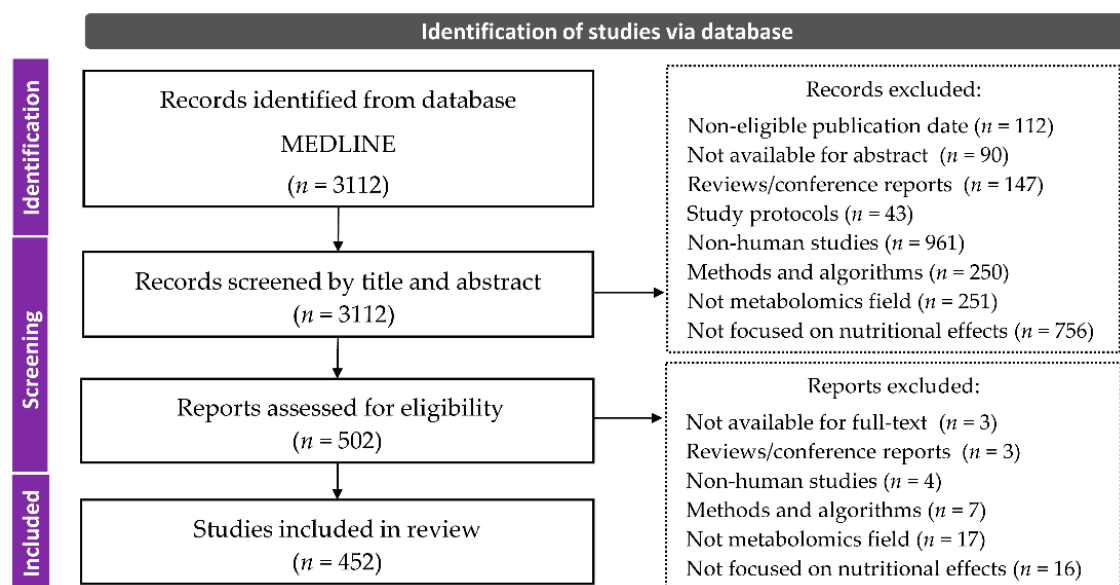 Identification of studies via database
Identification
Records identified from database
MEDLINE
(n = 3112)
Records excluded:
Non-eligible publication date (n = 112)
Not available for abstract (n = 90)
Reviews/conference reports (n = 147)
Study protocols (n = 43)
Non-human studies (n = 961)
Methods and algorithms (n = 250)
Not metabolomics field (n = 251)
Not focused on nutritional effects (n = 756)
Screening
Records screened by title and abstract
(n = 3112)
Reports assessed for eligibility
(n = 502)
Reports excluded:
Not available for full-text (n = 3)
Reviews/conference reports (n = 3)
Non-human studies (n = 4)
Methods and algorithms (n = 7)
Not metabolomics field (n = 17)
Not focused on nutritional effects (n = 16)
Included
Studies included in review
(n = 452)